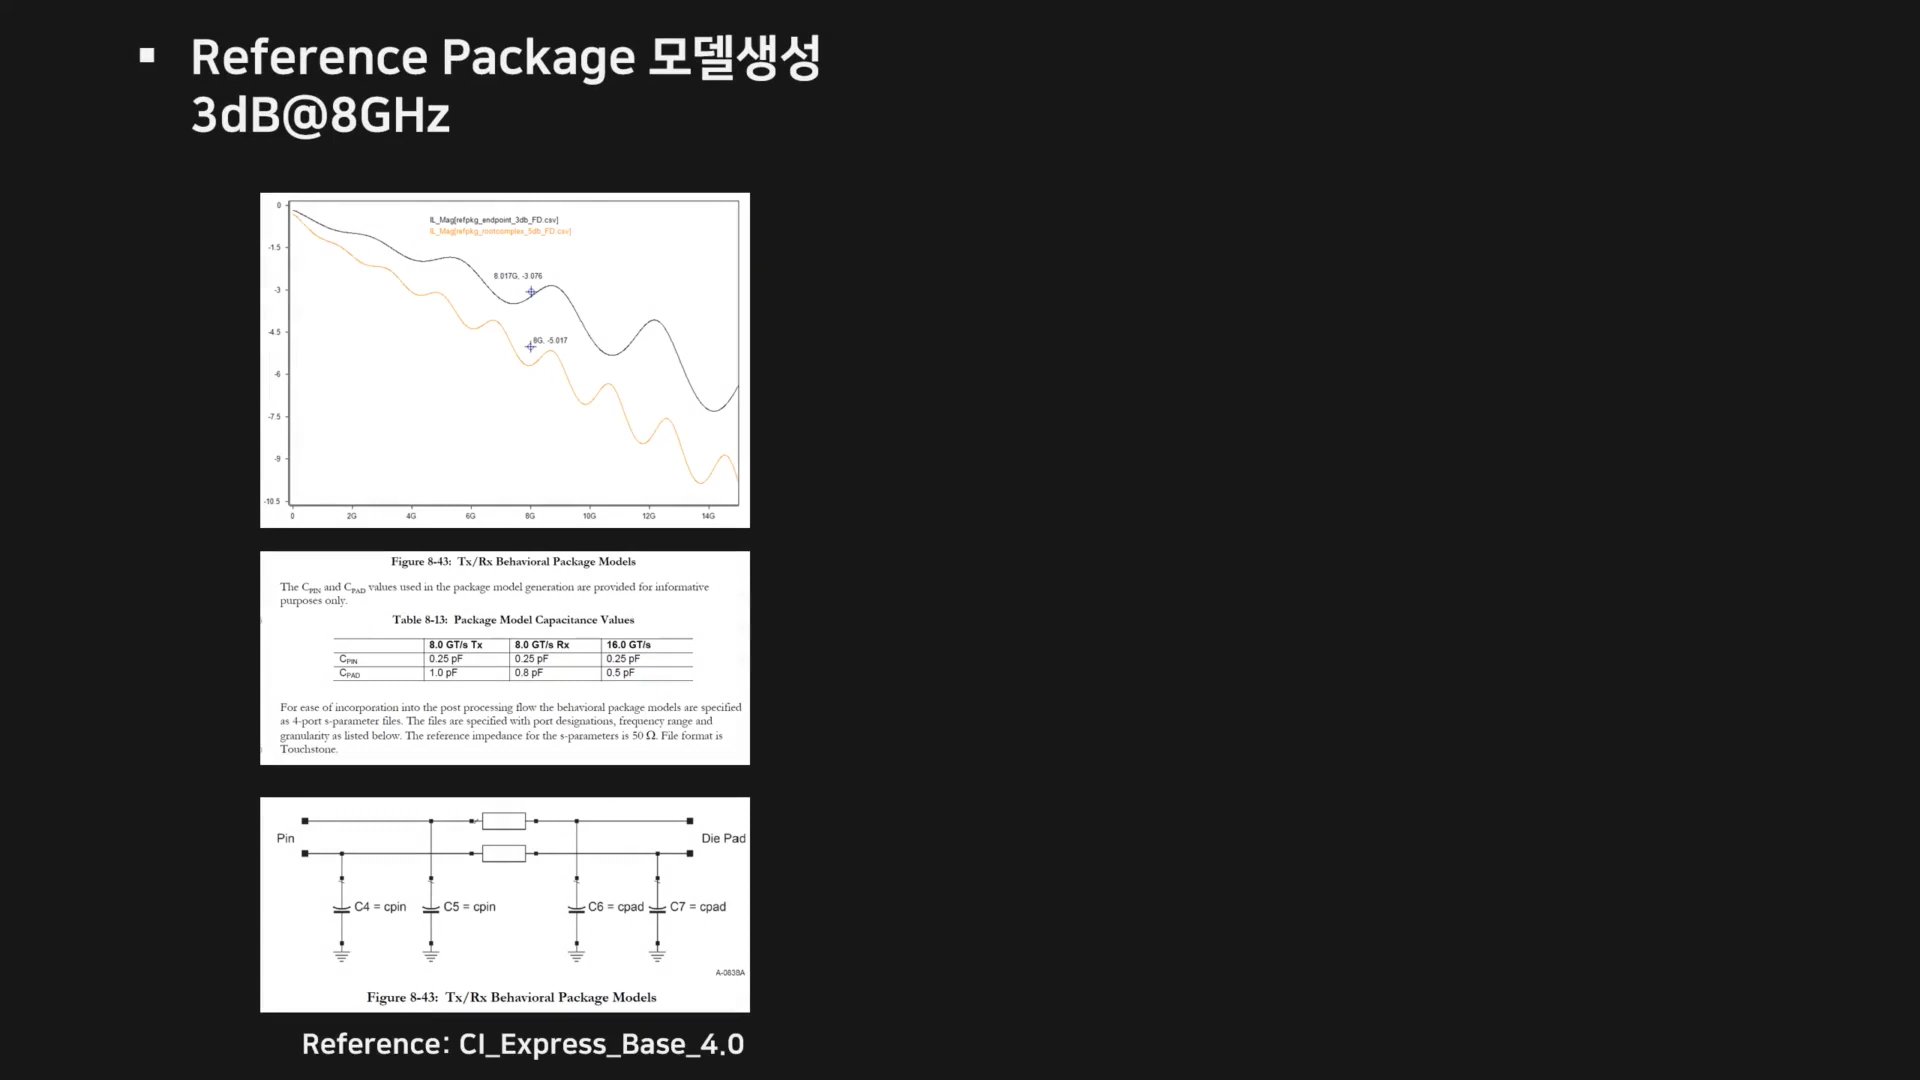 ▪ Reference Package 모델생성
3dB@8GHz
0
-1.5
-3
-4.5
-6
-7.5
-9
-10.5
IL_Mag[refpkg_endpoint_3db_FD.csv]
IL_Mag[refpkg_rootcomplex_5db_FD.csv]
8.017G, -3.076
8G, -5.017
0 2G 4G 6G 8G 10G 12G 14G
Figure 8-43: Tx/Rx Behavioral Package Models
The CPIN and CPAD values used in the package model generation are provided for informative
purposes only.
Table 8-13: Package Model Capacitance Values
8.0 GT/s Tx 8.0 GT/s Rx 16.0 GT/s
CPIN 0.25 pF 0.25 pF 0.25 pF
CPAD 1.0 pF 0.8 pF 0.5 pF
For ease of incorporation into the post processing flow the behavioral package models are specified
as 4-port s-parameter files. The files are specified with port designations, frequency range and
granularity as listed below. The reference impedance for the s-parameters is 50 Ω. File format is
Touchstone.
Pin Die Pad
C4 = cpin C5 = cpin C6 = cpad C7 = cpad
A-0838A
Figure 8-43: Tx/Rx Behavioral Package Models
Reference: CI_Express_Base_4.0